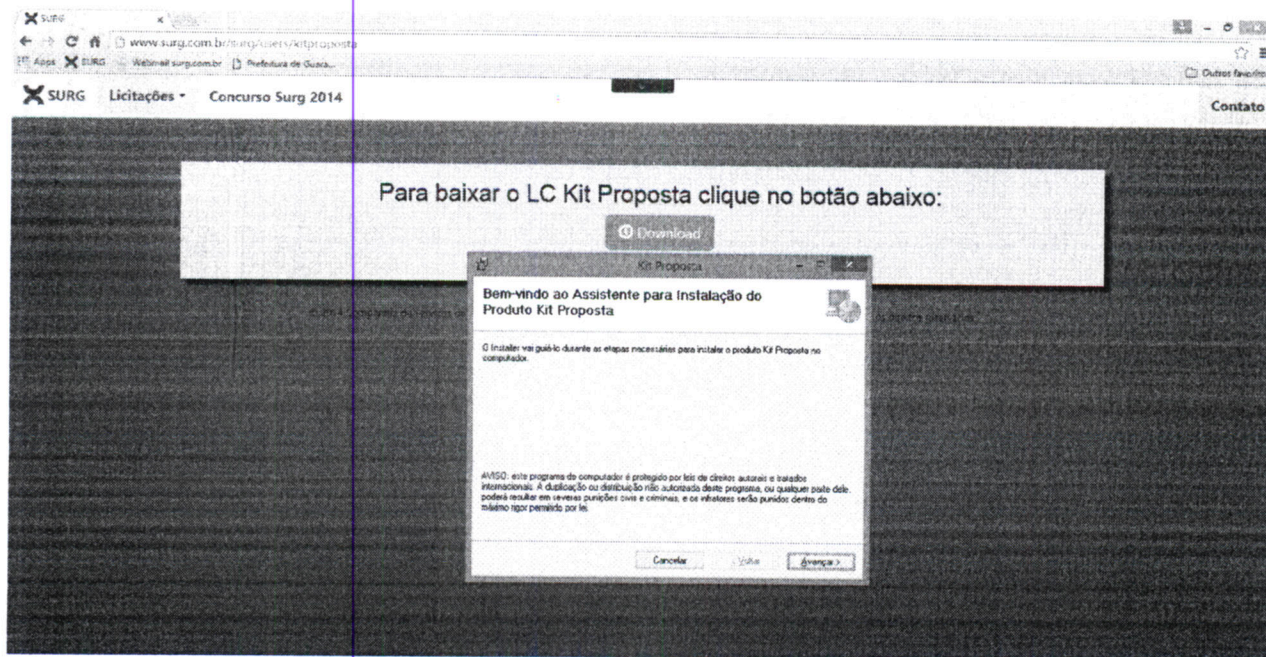 SURG
www.surg.com.br/surg/users/kitproposta
Apps SURG Webmail surg.com.br Prefeitura de Guara...
Outros favoritos
SURG Licitações Concurso Surg 2014
Contato
Para baixar o LC Kit Proposta clique no botão abaixo:
Download
Kit Proposta
Bem-vindo ao Assistente para Instalação do
Produto Kit Proposta
O Installer vai guiá-lo durante as etapas necessárias para instalar o produto Kit Proposta no
computador.
AVISO: este programa de computador é protegido por leis de direitos autorais e tratados
internacionais. A duplicação ou distribuição não autorizada deste programa, ou qualquer parte dele,
poderá resultar em severas punições civis e criminais, e os infratores serão punidos dentro do
máximo rigor permitido por lei.
Cancelar Voltar Avançar >